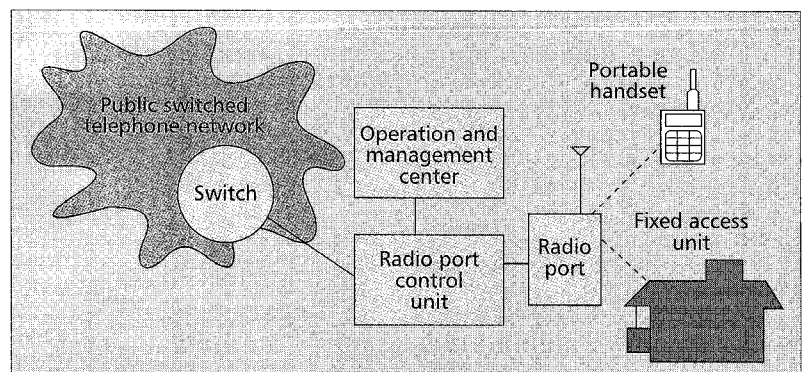 Public switched
telephone network
Switch
Operation and
management
center
Radio port
control
unit
Radio
port
Portable
handset
Fixed access
unit